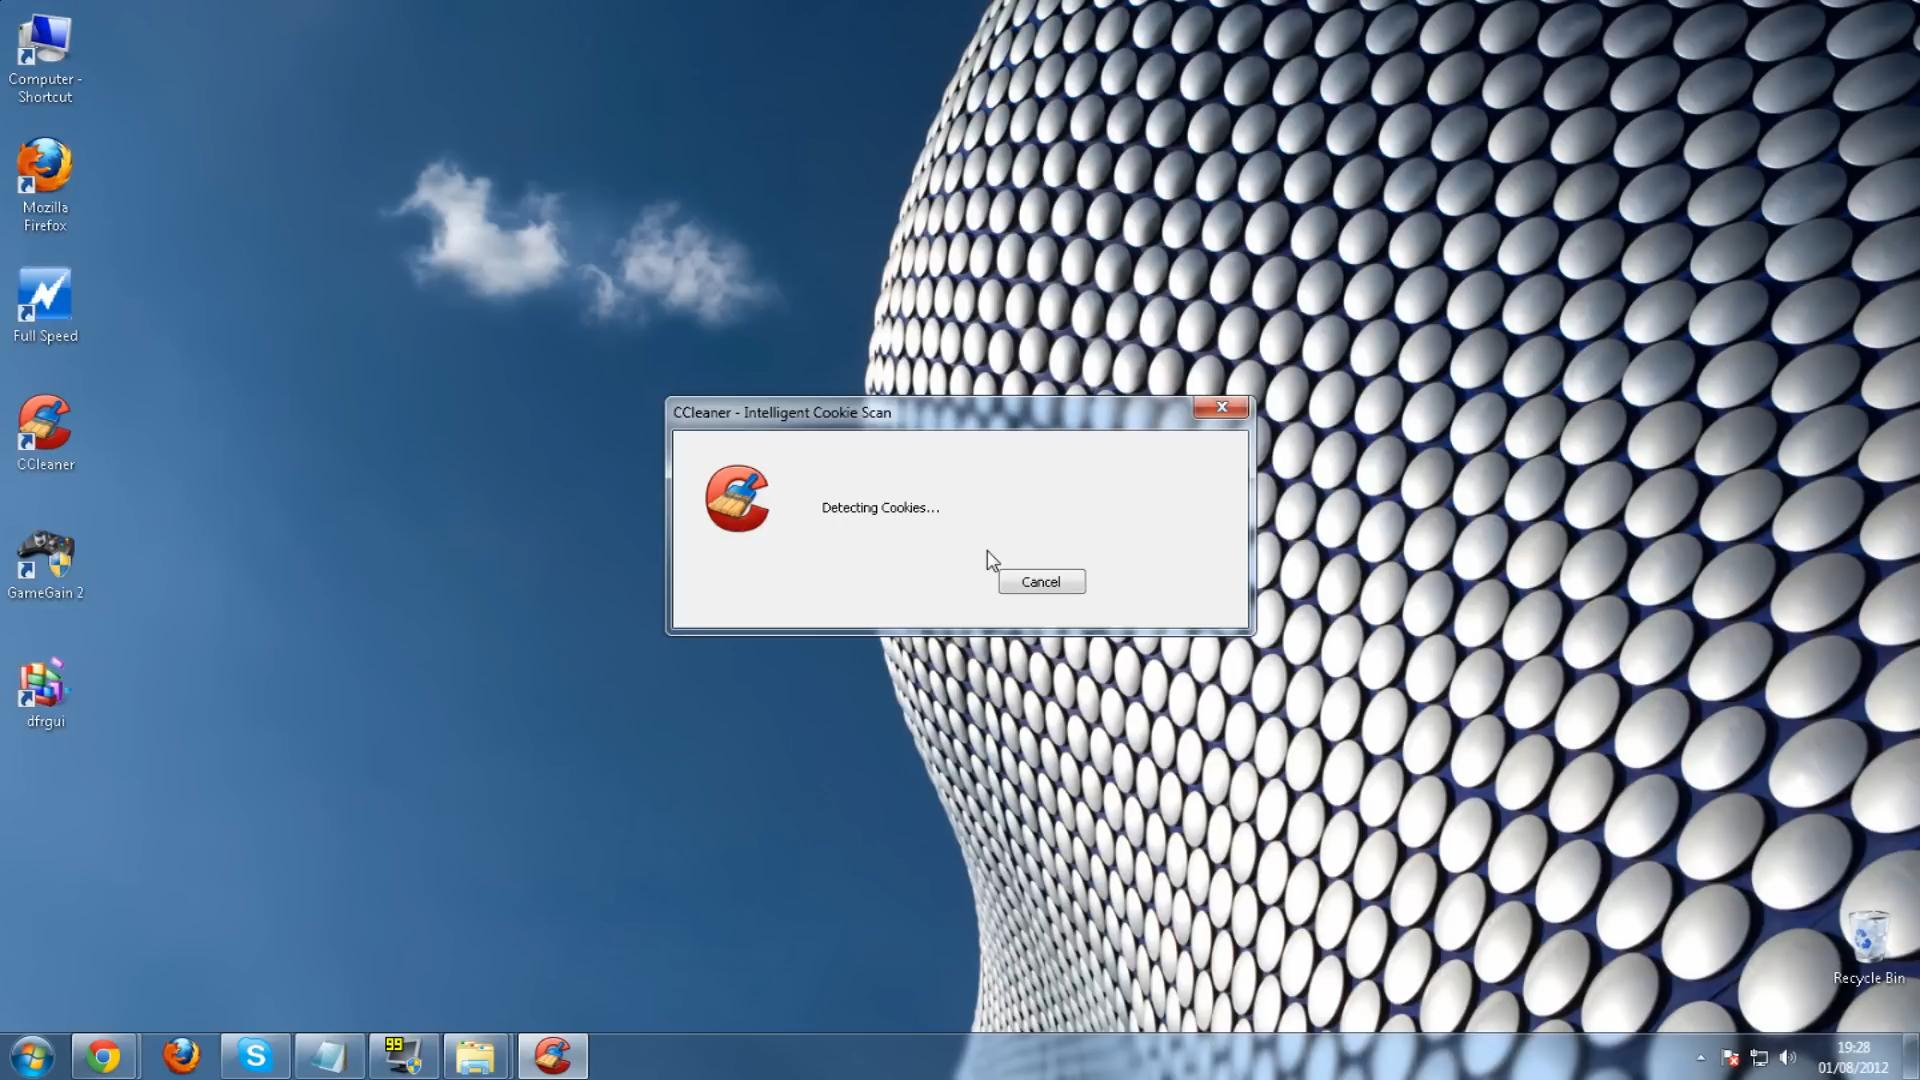 Computer -
Shortcut
Mozilla
Firefox
Full Speed
CCleaner
GameGain 2
dfrgui
CCleaner - Intelligent Cookie Scan
Detecting Cookies...
Cancel
Recycle Bin
99
19:28
01/08/2012